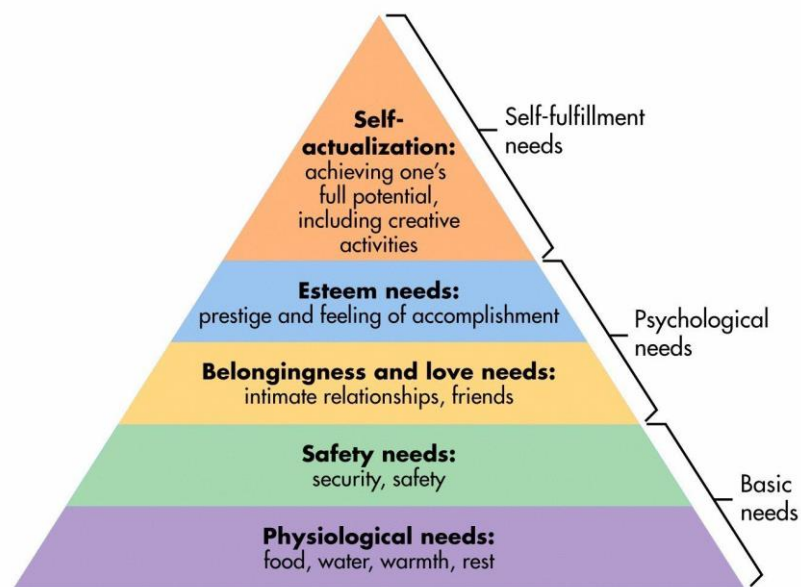 Self-
actualization:
achieving one's
full potential,
including creative
activities
Self-fulfillment
needs
Esteem needs:
prestige and feeling of accomplishment
Belongingness and love needs:
intimate relationships, friends
Psychological
needs
Safety needs:
security, safety
Physiological needs:
food, water, warmth, rest
Basic
needs